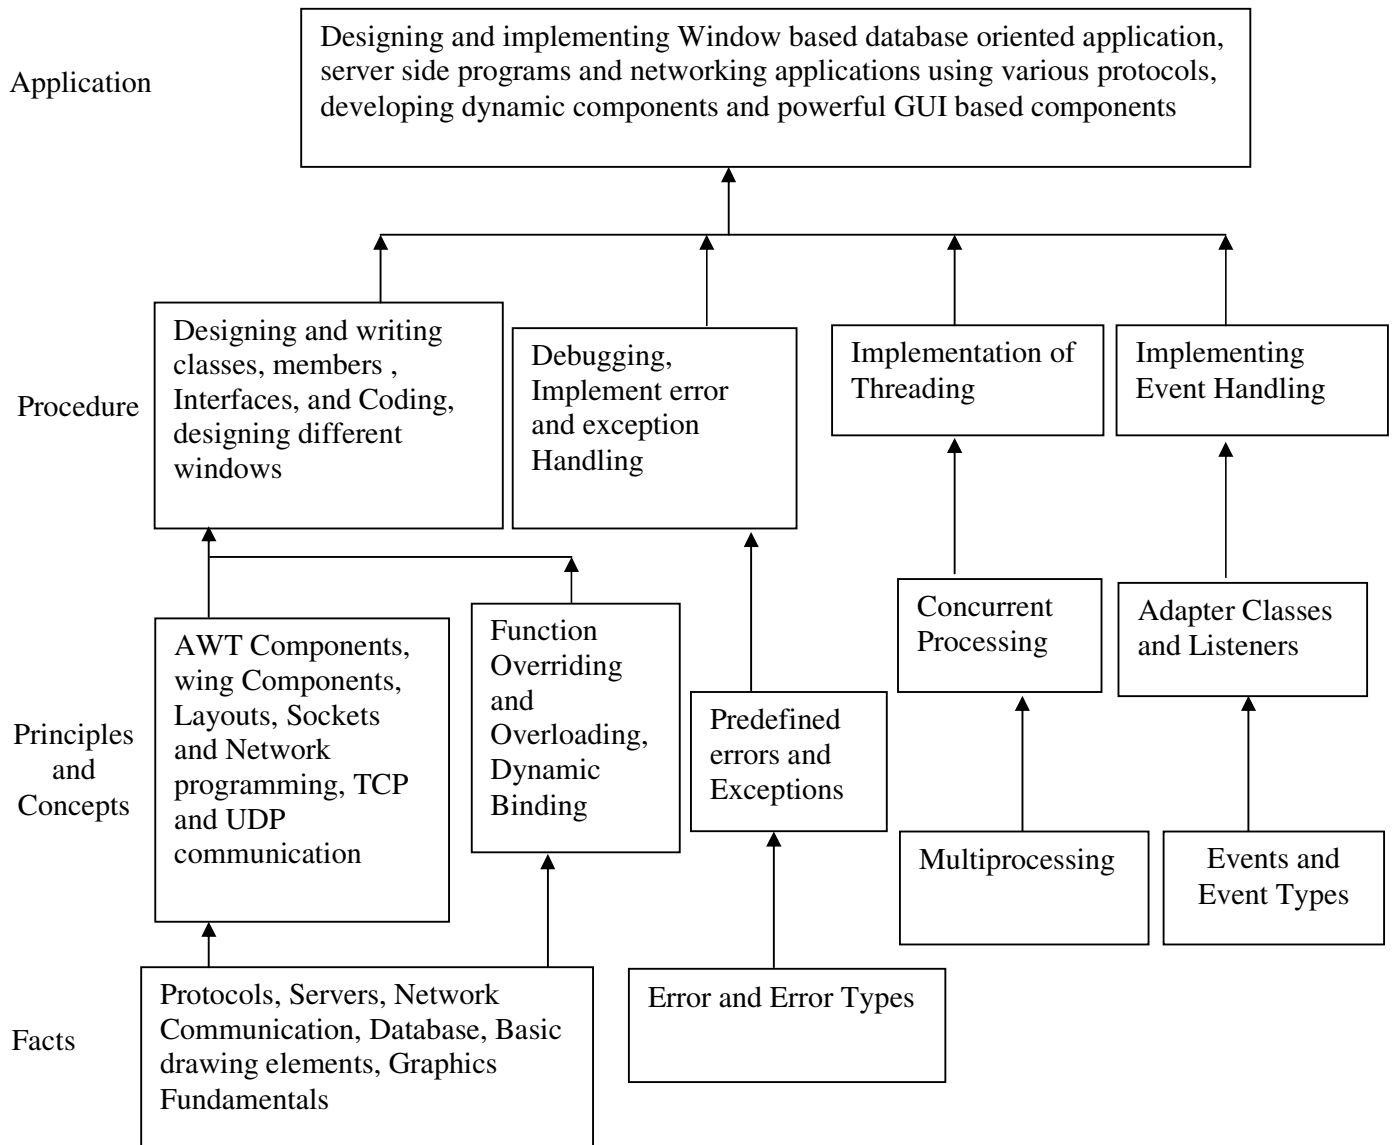 Application
Designing and implementing Window based database oriented application,
server side programs and networking applications using various protocols,
developing dynamic components and powerful GUI based components
Procedure
Designing and writing
classes, members ,
Interfaces, and Coding,
designing different
windows
Debugging,
Implement error
and exception
Handling
Implementation of
Threading
Implementing
Event Handling
Principles
and
Concepts
AWT Components,
wing Components,
Layouts, Sockets
and Network
programming, TCP
and UDP
communication
Function
Overriding
and
Overloading,
Dynamic
Binding
Predefined
errors and
Exceptions
Concurrent
Processing
Adapter Classes
and Listeners
Multiprocessing
Events and
Event Types
Facts
Protocols, Servers, Network
Communication, Database, Basic
drawing elements, Graphics
Fundamentals
Error and Error Types